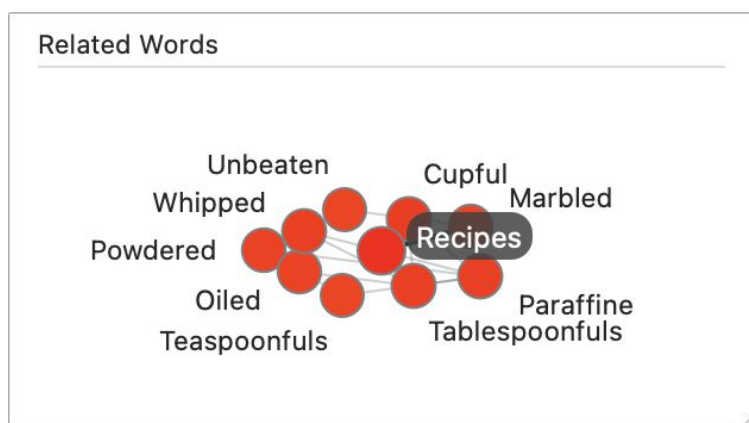 Related Words
Unbeaten
Cupful
Whipped
Marbled
Recipes
Powdered
Oiled
Paraffine
Tablespoonfuls
Teaspoonfuls